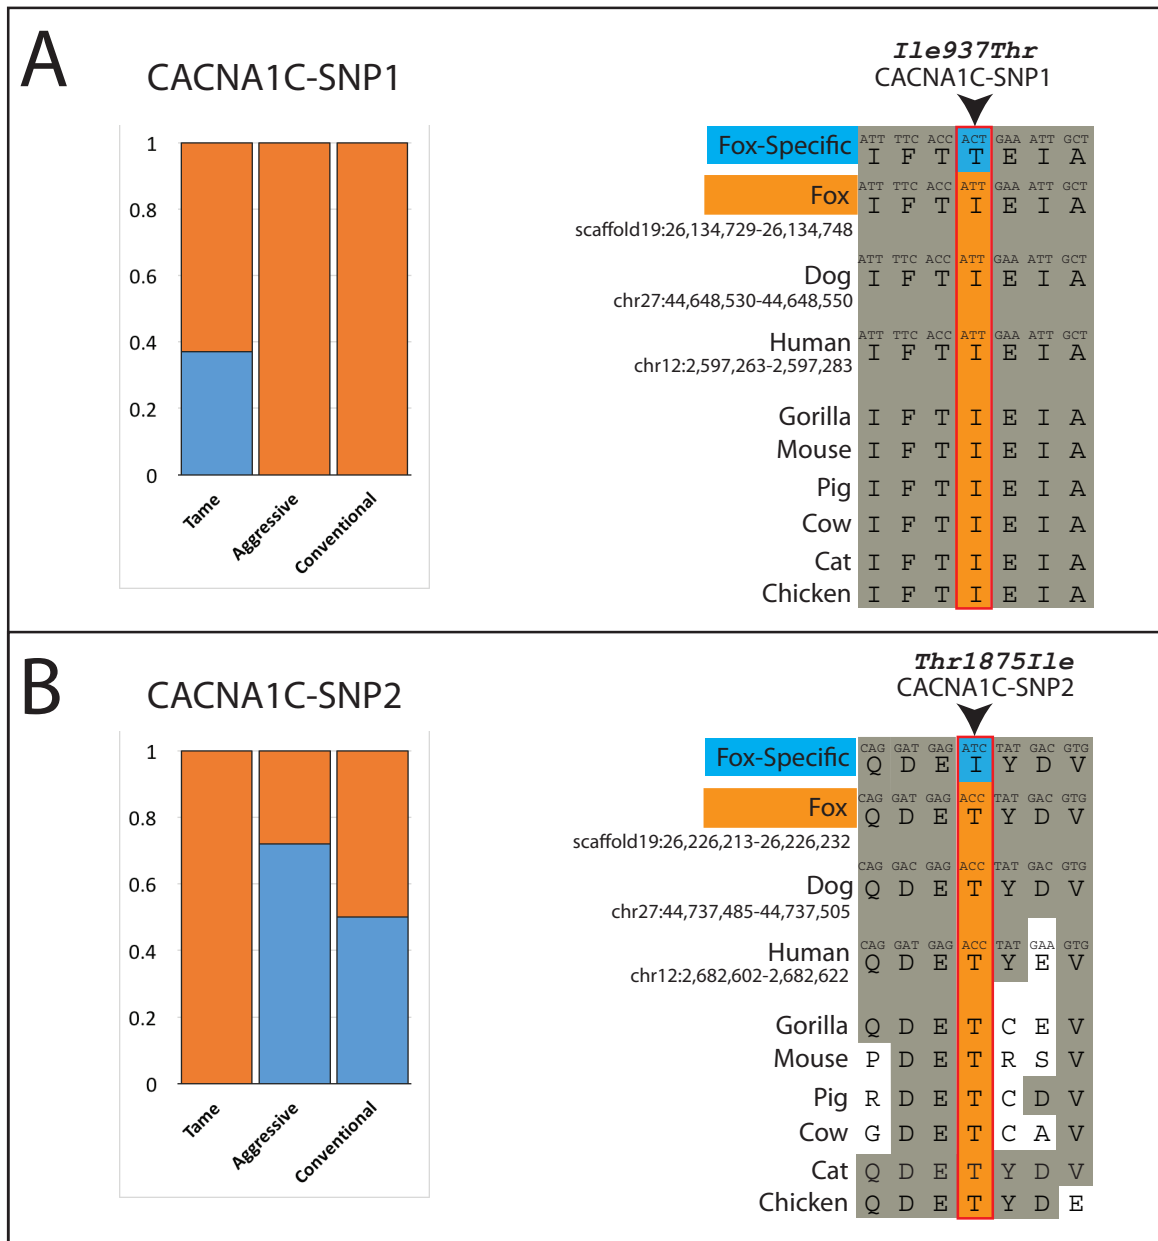 A
CACNA1C-SNP1
1
0.8
0.6
0.4
0.2
0
Tame
Aggressive
Conventional
Ile937Thr
CACNA1C-SNP1
ATT TTC ACC ACT GAA ATT GCT
Fox-Specific I F T T E I A
ATT TTC ACC ATT GAA ATT GCT
Fox I F T I E I A
scaffold19:26,134,729-26,134,748
ATT TTC ACC ATT GAA ATT GCT
Dog I F T I E I A
chr27:44,648,530-44,648,550
ATT TTC ACC ATT GAA ATT GCT
Human I F T I E I A
chr12:2,597,263-2,597,283
Gorilla I F T I E I A
Mouse I F T I E I A
Pig I F T I E I A
Cow I F T I E I A
Cat I F T I E I A
Chicken I F T I E I A
B
CACNA1C-SNP2
1
0.8
0.6
0.4
0.2
0
Tame
Aggressive
Conventional
Thr1875Ile
CACNA1C-SNP2
CAG GAT GAG ATC TAT GAC GTG
Fox-Specific Q D E I Y D V
CAG GAT GAG ACC TAT GAC GTG
Fox Q D E T Y D V
scaffold19:26,226,213-26,226,232
CAG GAC GAG ACC TAT GAC GTG
Dog Q D E T Y D V
chr27:44,737,485-44,737,505
CAG GAT GAG ACC TAT GAA GTG
Human Q D E T Y E V
chr12:2,682,602-2,682,622
Gorilla Q D E T C E V
Mouse P D E T R S V
Pig R D E T C D V
Cow G D E T C A V
Cat Q D E T Y D V
Chicken Q D E T Y D E